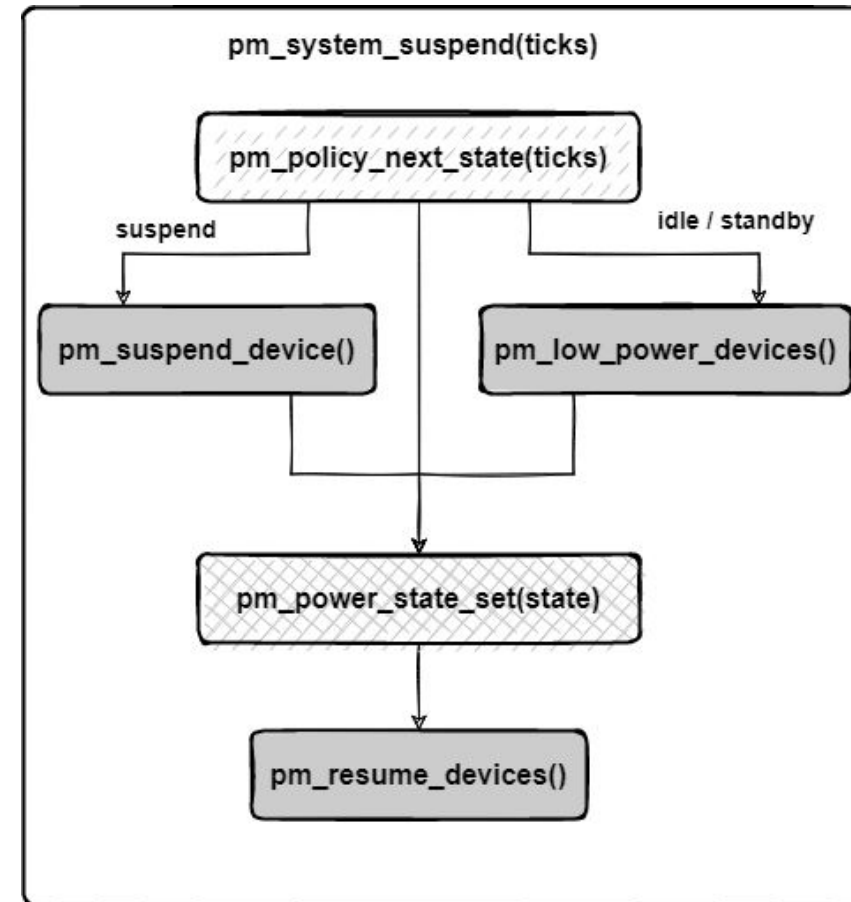 pm_system_suspend(ticks)
pm_policy_next_state(ticks)
suspend
idle / standby
pm_suspend_device()
pm_low_power_devices()
pm_power_state_set(state)
pm_resume_devices()